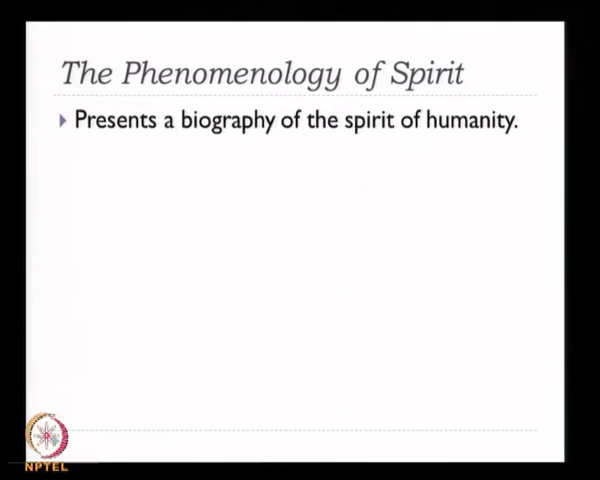 The Phenomenology of Spirit
Presents a biography of the spirit of humanity.
NPTEL